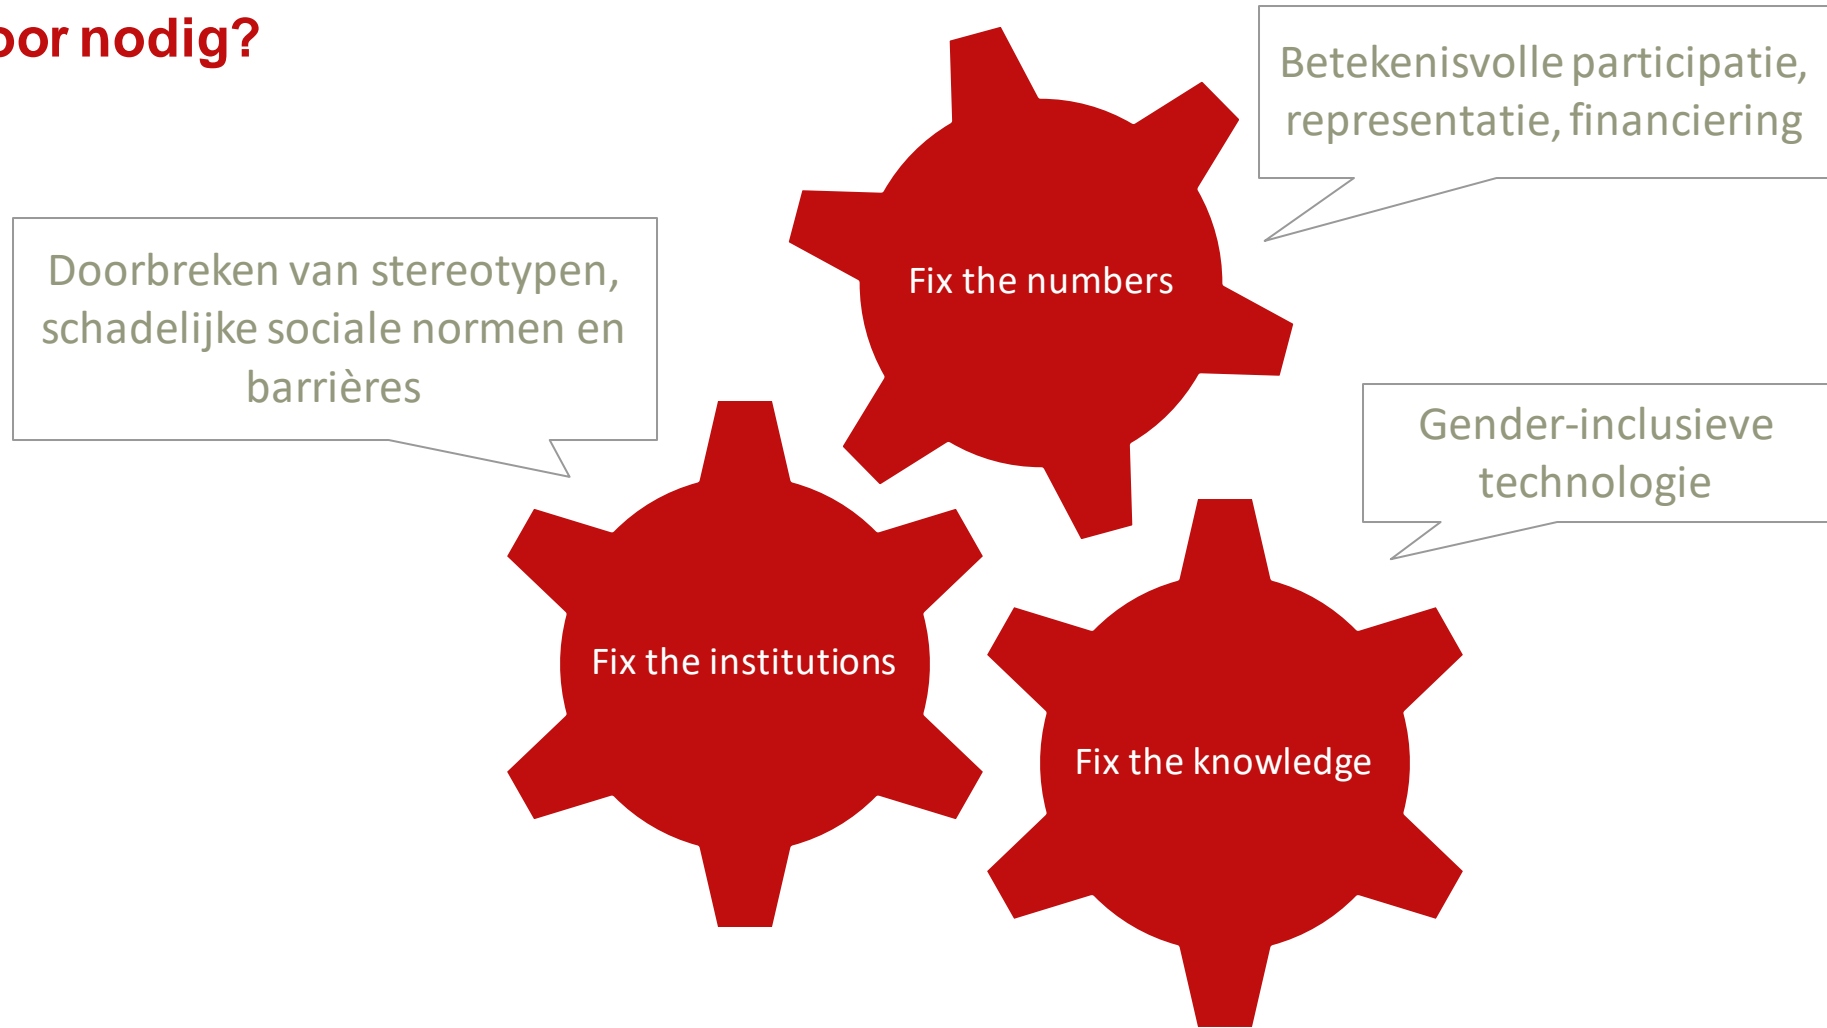 nodig?
Betekenisvolle participatie,
representatie, financiering
Doorbreken van stereotypen,
schadelijke sociale normen en
barrières
Fix the numbers
Gender-inclusieve
technologie
Fix the institutions
Fix the knowledge